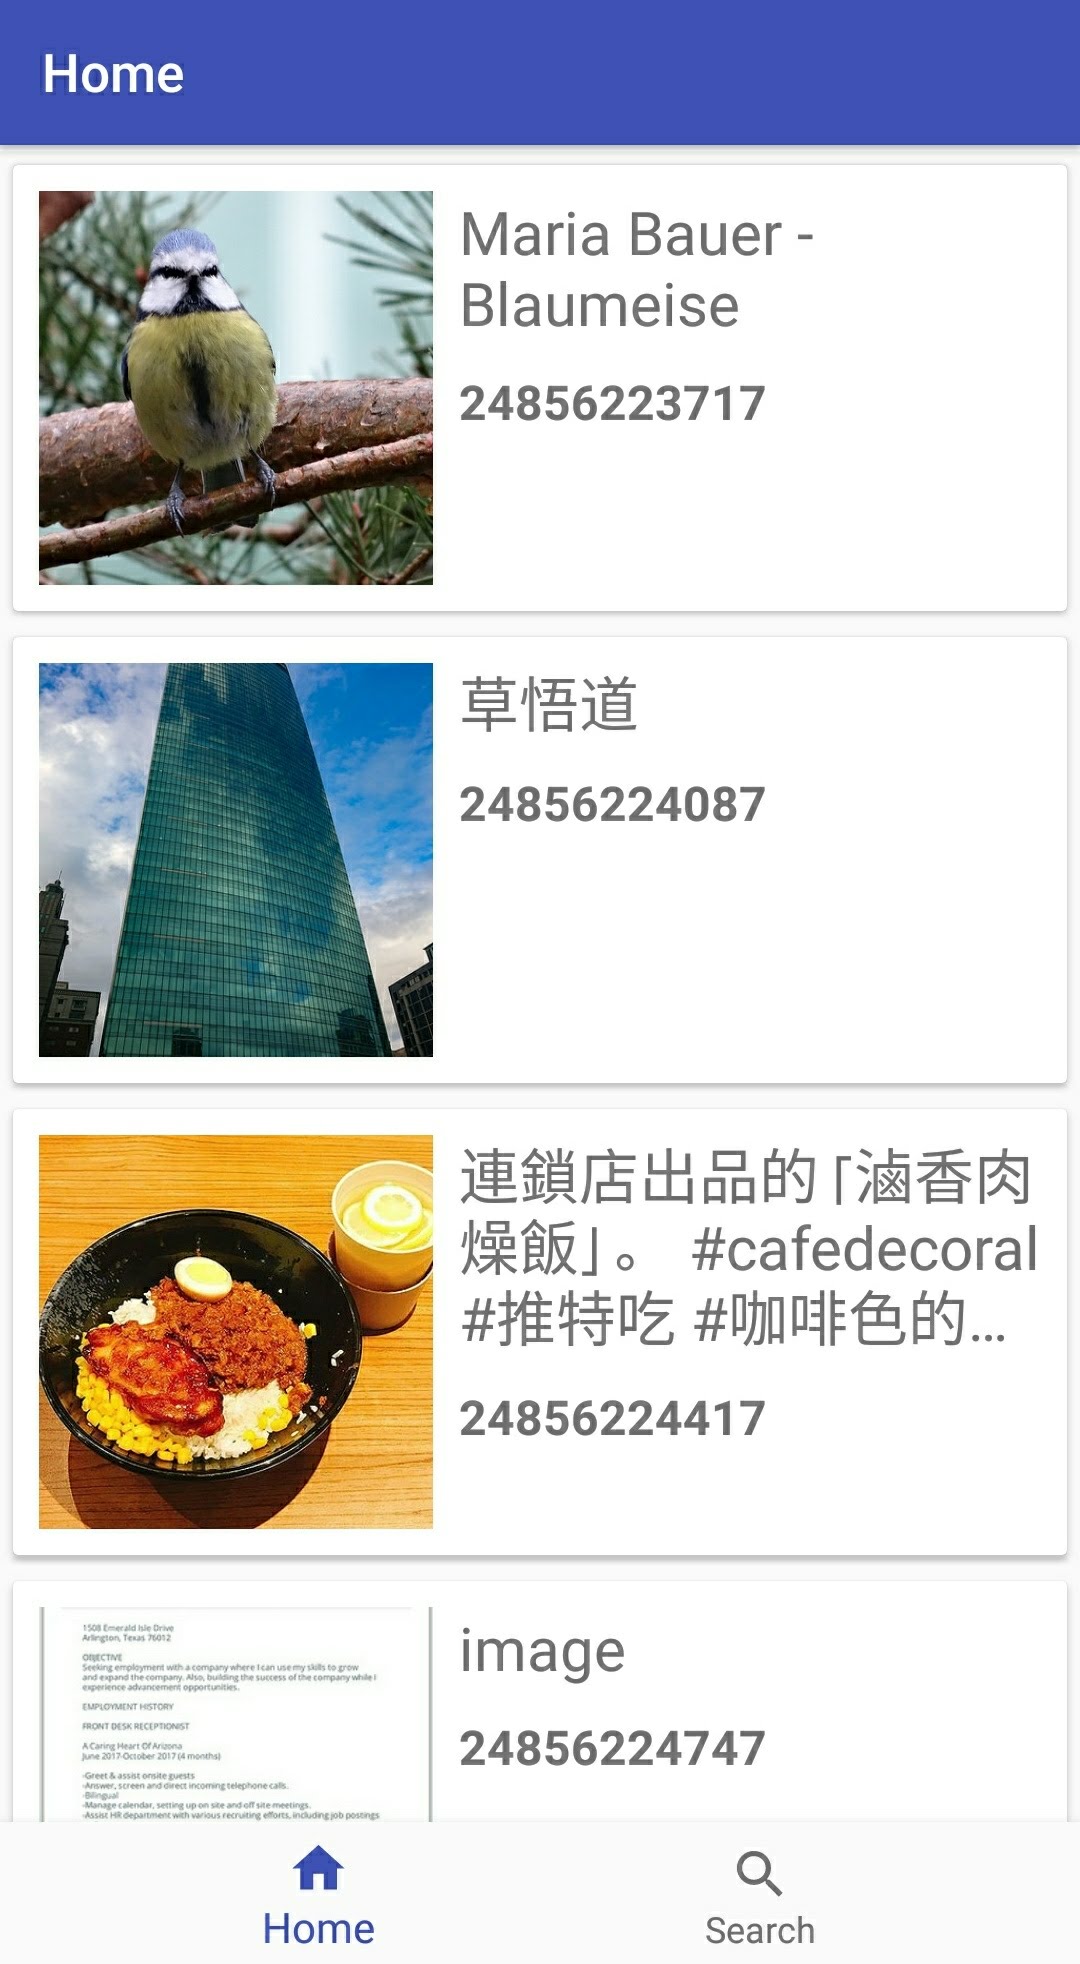 Home
Maria Bauer -
Blaumeise
24856223717
草悟道
24856224087
連鎖店出品的「滷香肉
燥飯」。 #cafedecoral
#推特吃 #咖啡色的...
24856224417
image
24856224747
1508 Emerald Isle Drive
Arlington, Texas 76012
OBJECTIVE
Seeking employment with a company where I can use my skills to grow
and expand the company. Also, building the success of the company while I
experience advancement opportunities.
EMPLOYMENT HISTORY
FRONT DESK RECEPTIONIST
A Caring Heart Of Arizona
June 2017-October 2017 (4 months)
-Greet & assist onsite guests
-Answer, screen and direct incoming telephone calls.
-Bilingual
-Manage calendar, setting up on site and off site meetings.
-Assist HR department with various recruiting efforts, including job postings
Home
Search